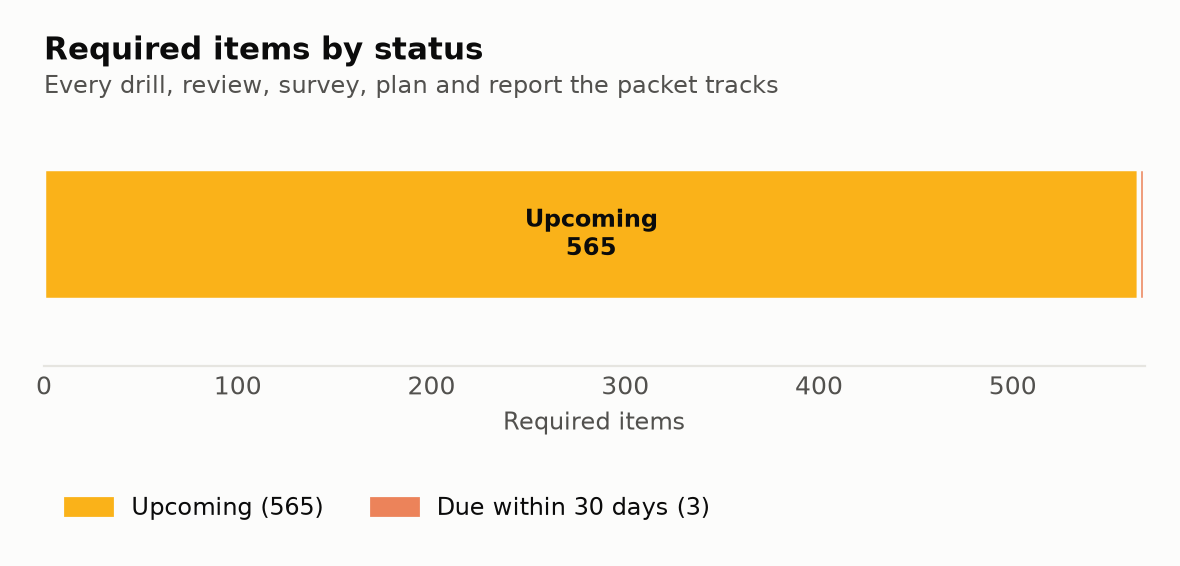 Required items by status
Every drill, review, survey, plan and report the packet tracks
Upcoming
565
0 100 200 300 400 500
Required items
Upcoming (565) Due within 30 days (3)